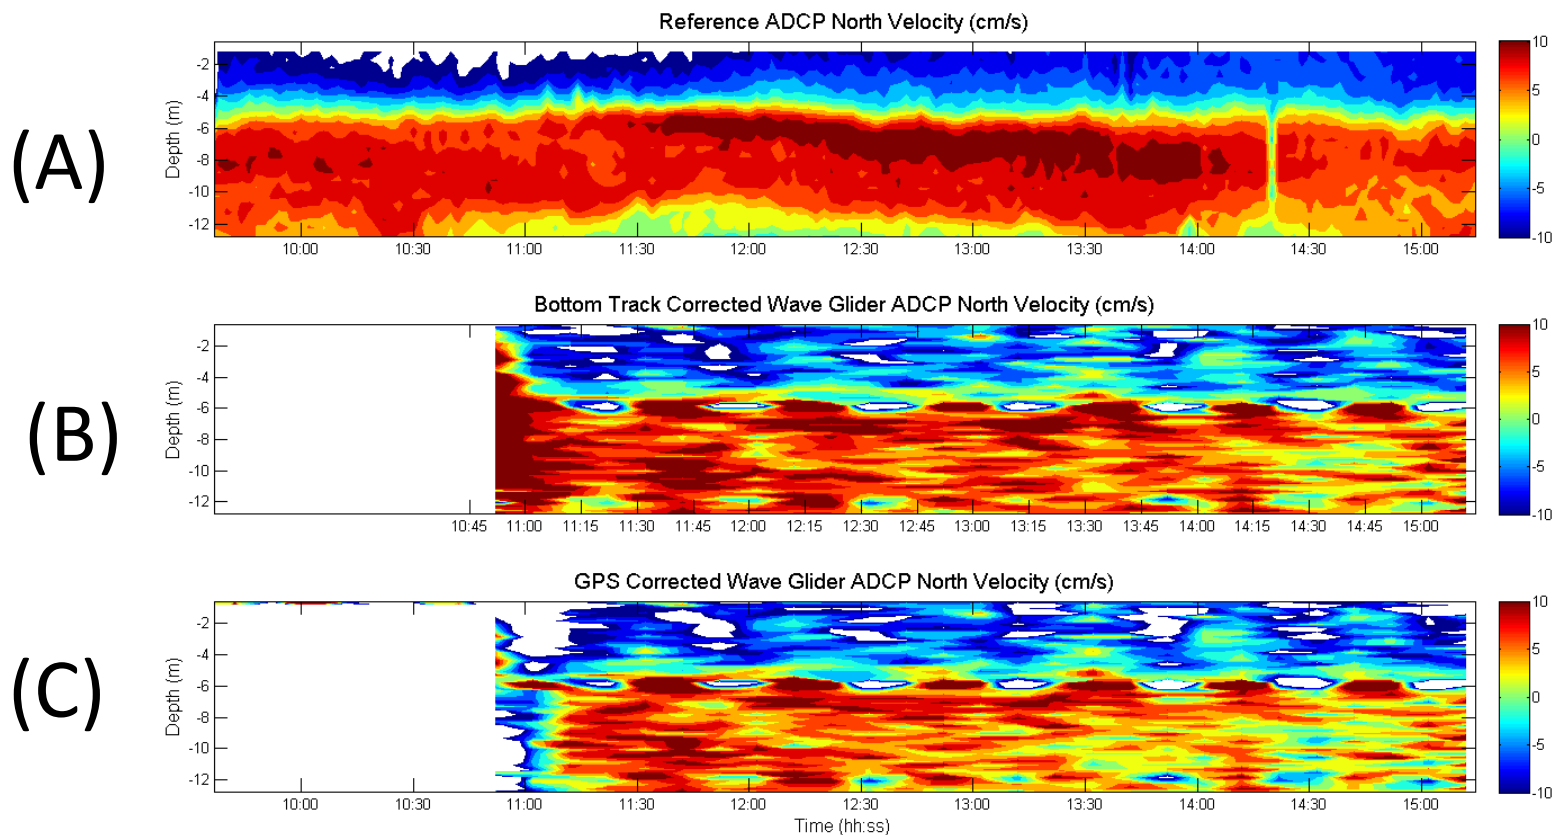 Reference ADCP North Velocity (cm/s)
(A)
Depth (m)
-2
-4
-6
-8
-10
-12
10:00 10:30 11:00 11:30 12:00 12:30 13:00 13:30 14:00 14:30 15:00
10
5
0
-5
-10
Bottom Track Corrected Wave Glider ADCP North Velocity (cm/s)
(B)
Depth (m)
-2
-4
-6
-8
-10
-12
10:45 11:00 11:15 11:30 11:45 12:00 12:15 12:30 12:45 13:00 13:15 13:30 13:45 14:00 14:15 14:30 14:45 15:00
10
5
0
-5
-10
GPS Corrected Wave Glider ADCP North Velocity (cm/s)
(C)
Depth (m)
-2
-4
-6
-8
-10
-12
10:00 10:30 11:00 11:30 12:00 12:30 13:00 13:30 14:00 14:30 15:00
Time (hh:ss)
10
5
0
-5
-10